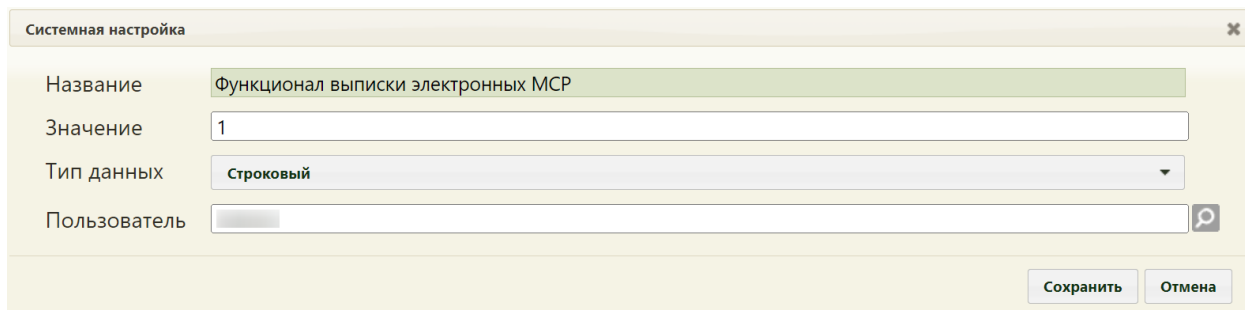 Системная настройка
Название Функционал выписки электронных МСР
Значение 1
Тип данных Строковый
Пользователь
Сохранить Отмена